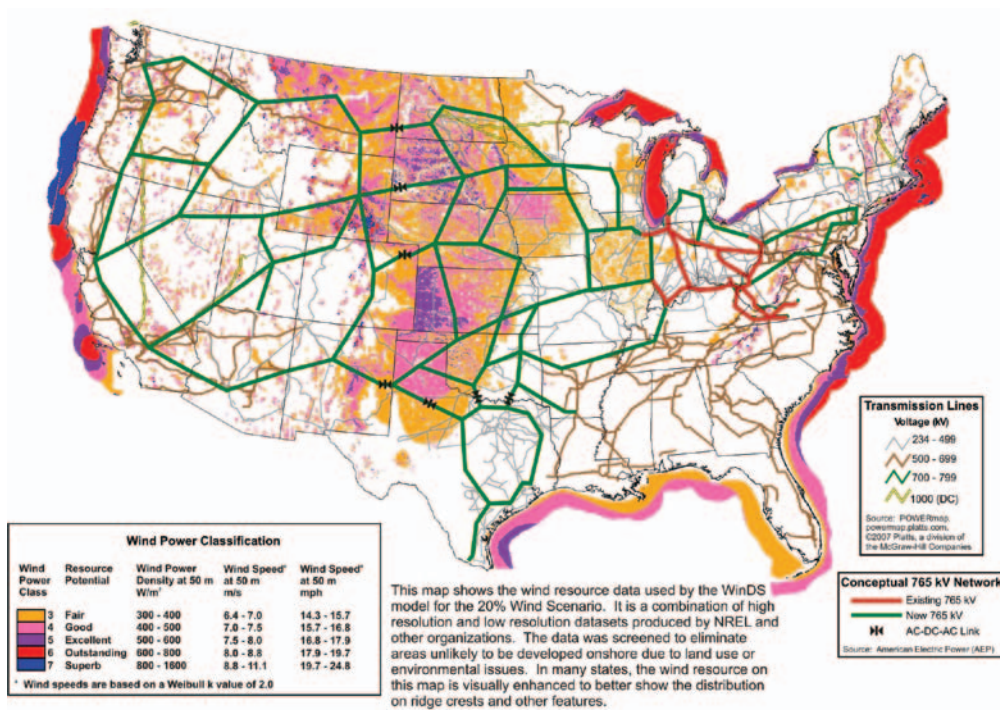 Transmission Lines
Voltage (kV)
234 - 499
500 - 699
700 - 799
1000 (DC)
Source: POWERmap,
powermap.platts.com,
©2007 Platts, a division of
the McGraw-Hill Companies
Wind Power Classification
Wind Power Class Resource Potential Wind Power Density at 50 m W/m² Wind Speed* at 50 m m/s Wind Speed* at 50 m mph
3 Fair 300 - 400 6.4 - 7.0 14.3 - 15.7
4 Good 400 - 500 7.0 - 7.5 15.7 - 16.8
5 Excellent 500 - 600 7.5 - 8.0 16.8 - 17.9
6 Outstanding 600 - 800 8.0 - 8.8 17.9 - 19.7
7 Superb 800 - 1600 8.8 - 11.1 19.7 - 24.8
* Wind speeds are based on a Weibull k value of 2.0
This map shows the wind resource data used by the WinDS
model for the 20% Wind Scenario. It is a combination of high
resolution and low resolution datasets produced by NREL and
other organizations. The data was screened to eliminate
areas unlikely to be developed onshore due to land use or
environmental issues. In many states, the wind resource on
this map is visually enhanced to better show the distribution
on ridge crests and other features.
Conceptual 765 kV Network
Existing 765 kV
New 765 kV
AC-DC-AC Link
Source: American Electric Power (AEP)